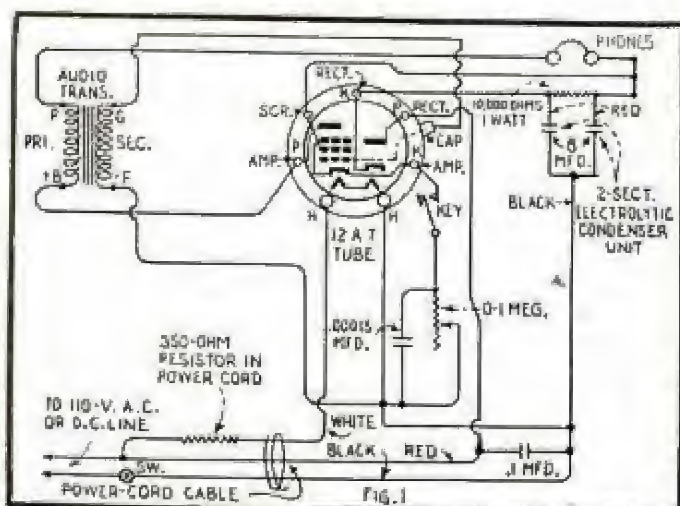 PHONES
AUDIO
TRANS.
P
G
PRI.
SEC.
+B
-F
RECT.
K
SCR.
P
RECT.
P
CAP
AMP.
K
AMP.
H
H
12A7
TUBE
KEY
10,000 OHMS
1 WATT
RED
8
MFD.
BLACK
2-SECT.
ELECTROLYTIC
CONDENSER
UNIT
.00015
MFD.
0-1 MEG.
350-OHM
RESISTOR IN
POWER CORD
TO 110-V. A.C.
OR D.C. LINE
WHITE
BLACK
RED
SW.
.1 MFD.
POWER-CORD CABLE
FIG. 1